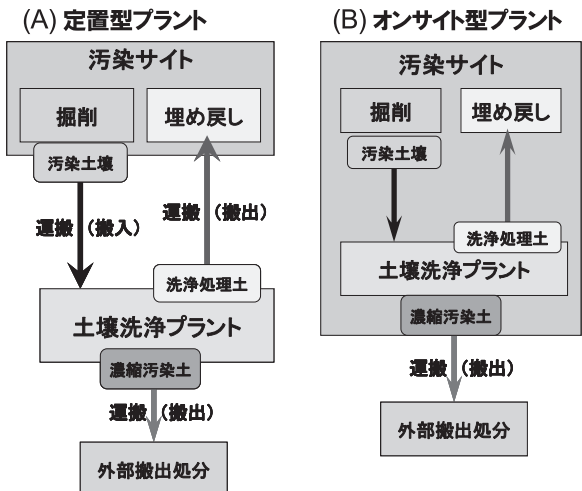 (A) 定置型プラント
汚染サイト
掘削
埋め戻し
汚染土壌
運搬 (搬入)
運搬 (搬出)
洗浄処理土
土壌洗浄プラント
濃縮汚染土
運搬 (搬出)
外部搬出処分
(B) オンサイト型プラント
汚染サイト
掘削
埋め戻し
汚染土壌
洗浄処理土
土壌洗浄プラント
濃縮汚染土
運搬 (搬出)
外部搬出処分